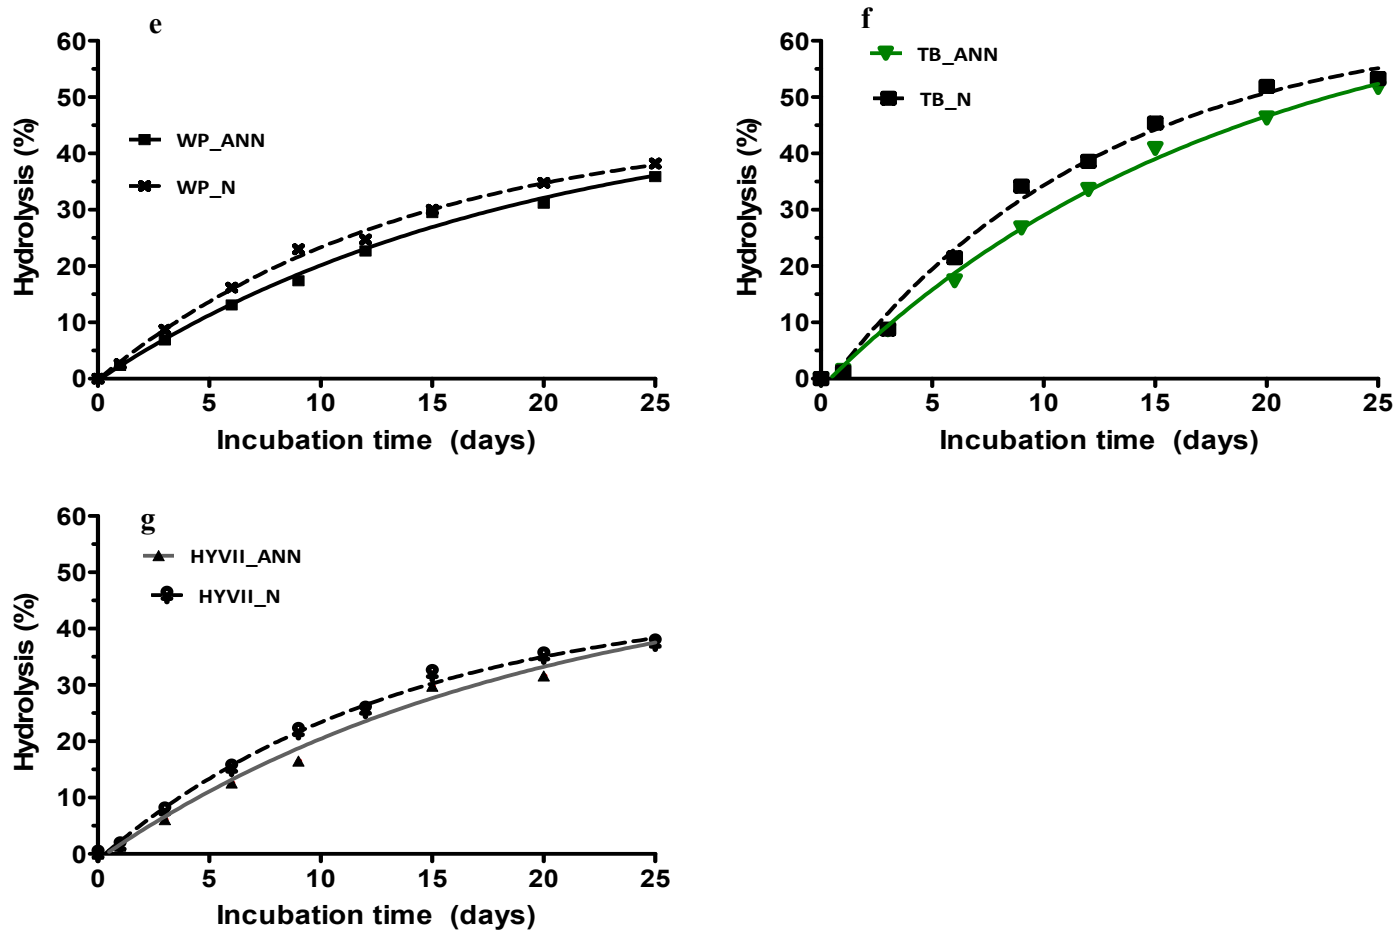 e
60
50
40
30
20
10
0
Hydrolysis (%)
WP_ANN
WP_N
0 5 10 15 20 25
Incubation time (days)
f
60
50
40
30
20
10
0
Hydrolysis (%)
TB_ANN
TB_N
0 5 10 15 20 25
Incubation time (days)
g
60
50
40
30
20
10
0
Hydrolysis (%)
HYVII_ANN
HYVII_N
0 5 10 15 20 25
Incubation time (days)